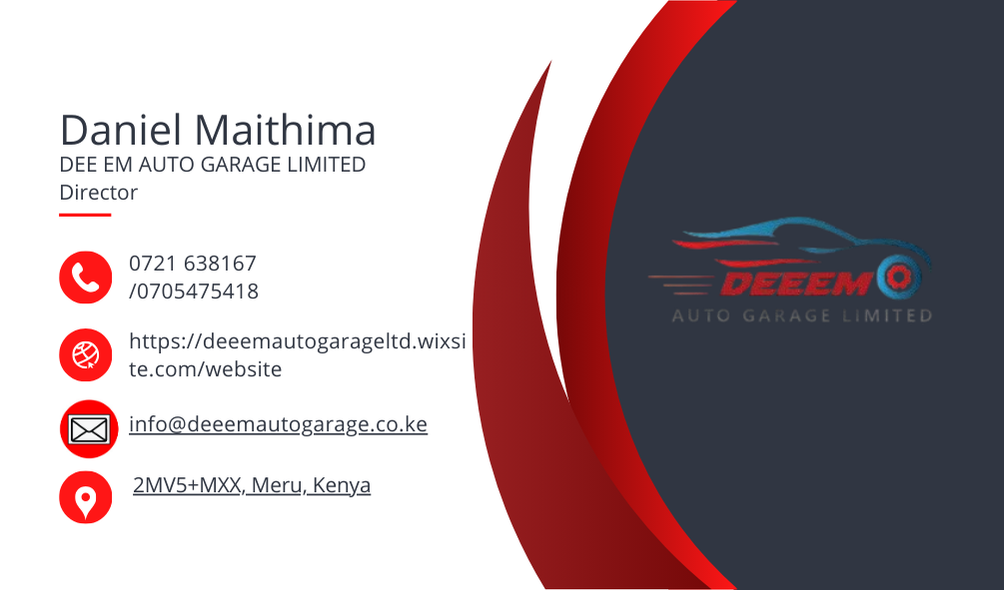 Daniel Maithima
DEE EM AUTO GARAGE LIMITED
Director
0721 638167
/0705475418
https://deeemautogarageltd.wixsi
te.com/website
info@deeemautogarage.co.ke
2MV5+MXX, Meru, Kenya
DEEEM
AUTO GARAGE LIMITED